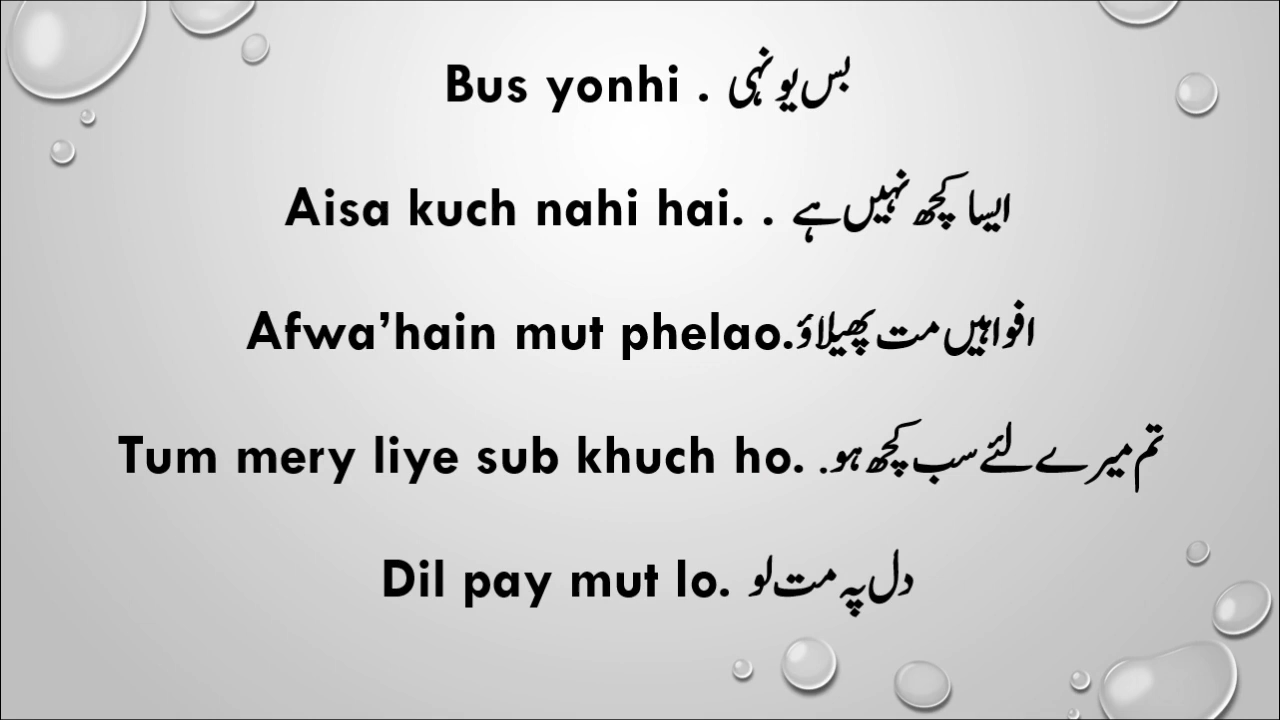 Bus yonhi . بس یونہی
Aisa kuch nahi hai. . ایسا کچھ نہیں ہے
Afwa’hain mut phelao.افواہیں مت پھیلاؤ
Tum mery liye sub khuch ho. .تم میرے لئے سب کچھ ہو
Dil pay mut lo. دل پہ مت لو